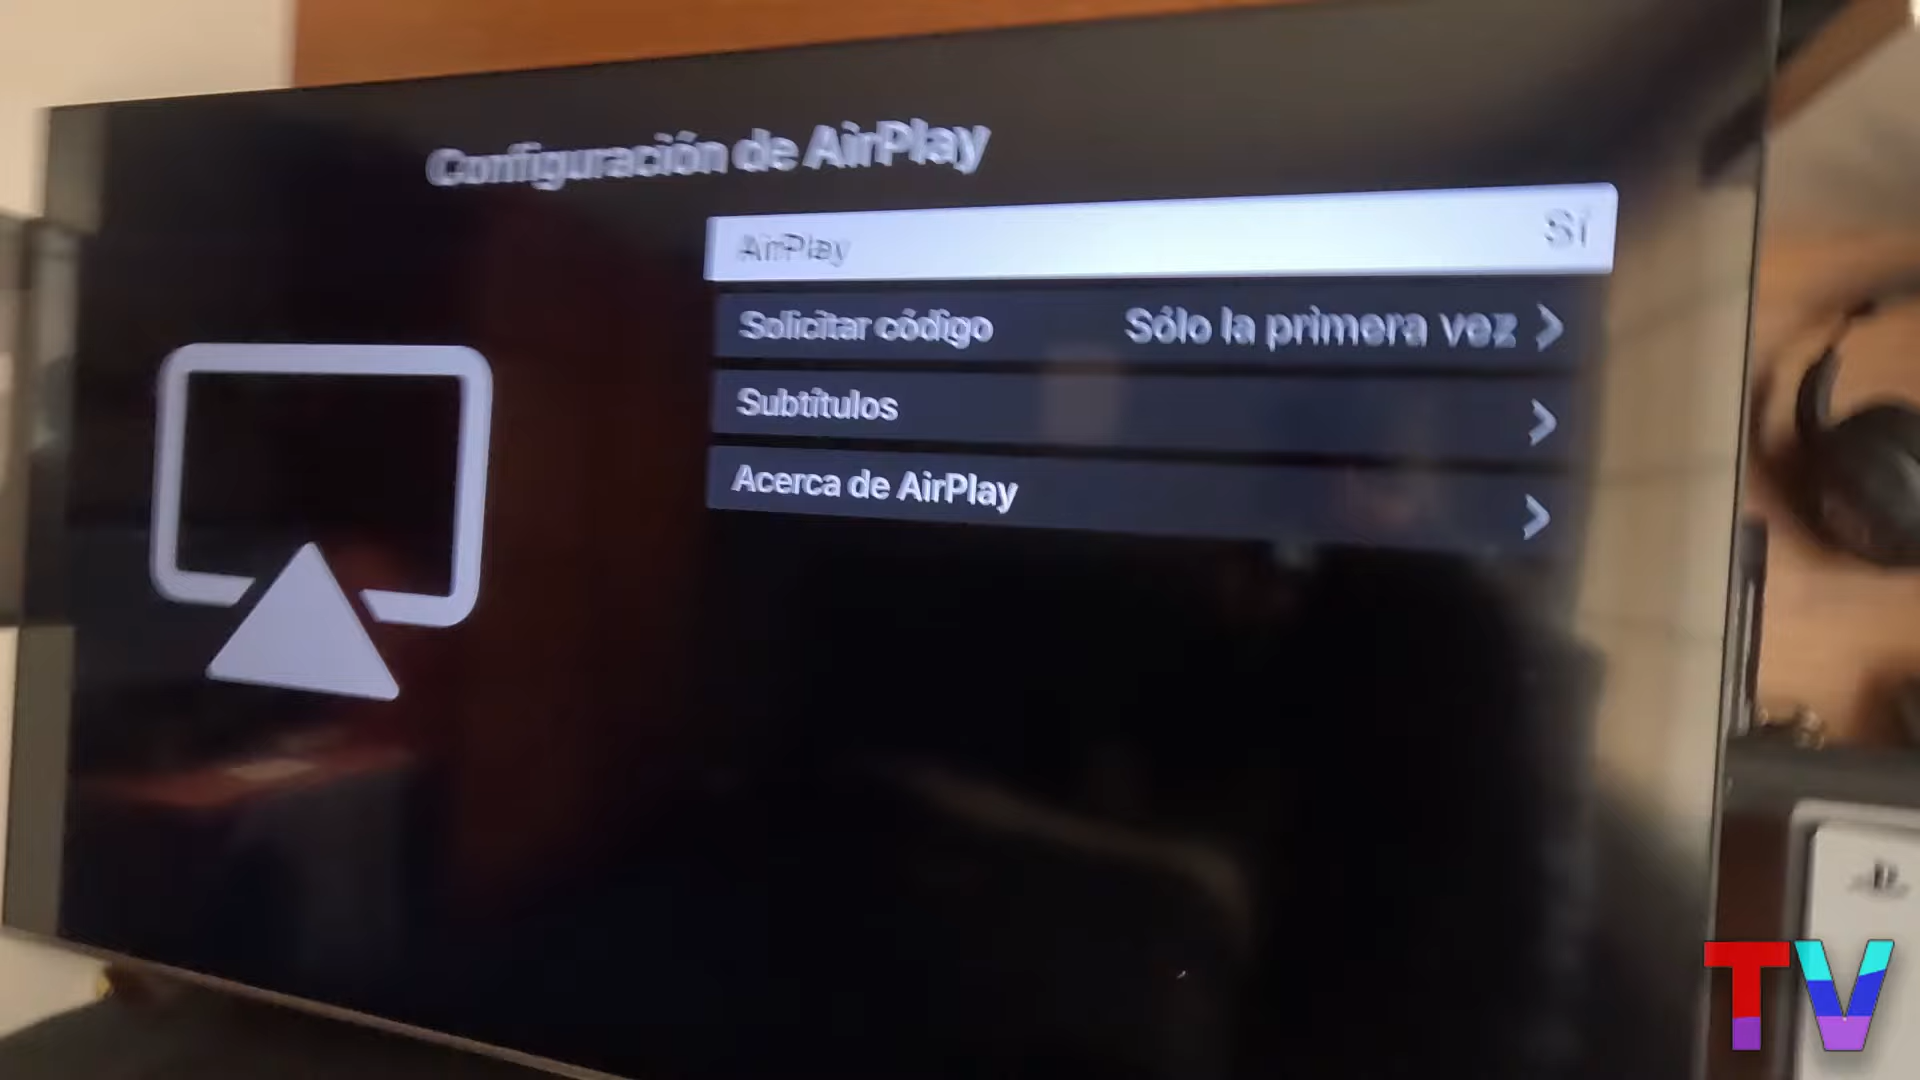 Configuración de AirPlay
AirPlay Sí
Solicitar código Sólo la primera vez
Subtítulos
Acerca de AirPlay
TV